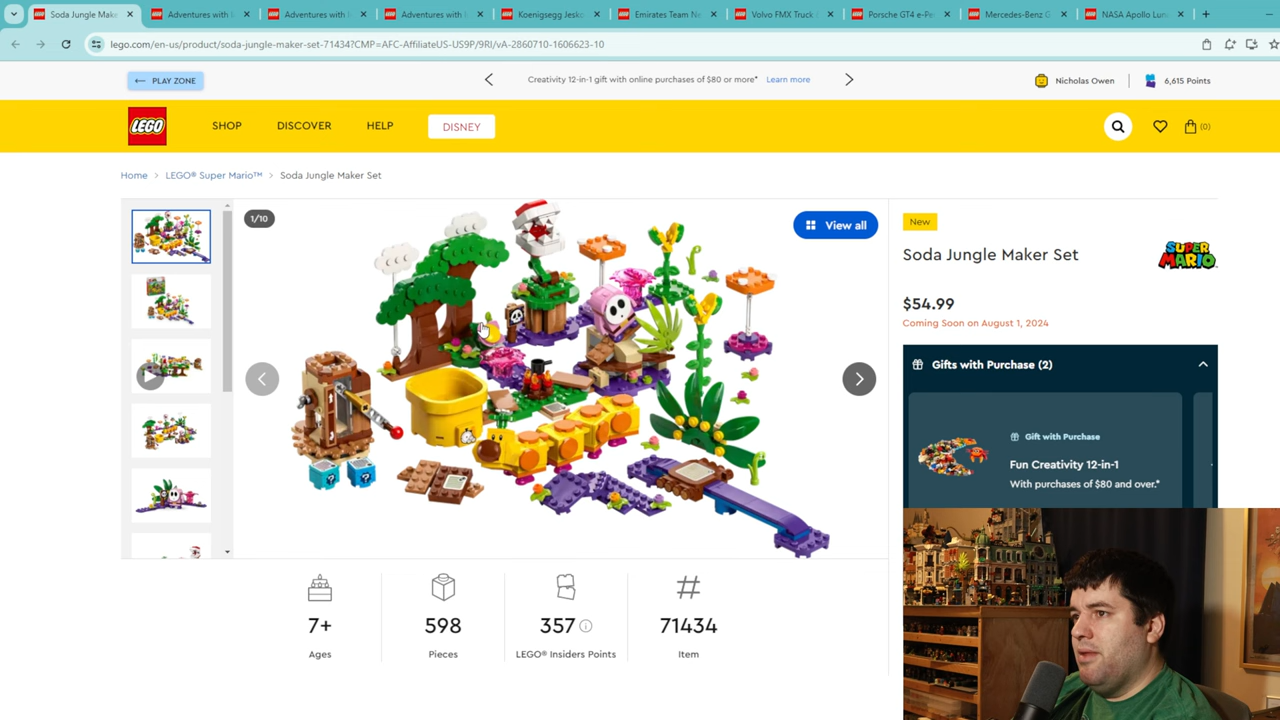 Soda Jungle Make
Adventures with I
Adventures with
Adventures with I
Koenigsegg Jesko
Emirates Team Ne
Volvo FMX Truck
Porsche GT4 e-Pe
Mercedes-Benz G
NASA Apollo Lun
lego.com/en-us/product/soda-jungle-maker-set-71434?CMP=AFC-AffiliateUS-US9P/9RI/vA-2860710-1606623-10
PLAY ZONE
Creativity 12-in-1 gift with online purchases of $80 or more* Learn more
Nicholas Owen
6,615 Points
LEGO
SHOP
DISCOVER
HELP
DISNEY
(0)
Home > LEGO® Super Mario™ > Soda Jungle Maker Set
1/10
View all
New
Soda Jungle Maker Set
SUPER
MARIO
$54.99
Coming Soon on August 1, 2024
Gifts with Purchase (2)
Gift with Purchase
Fun Creativity 12-in-1
With purchases of $80 and over.*
7+
Ages
598
Pieces
357
LEGO® Insiders Points
#
71434
Item